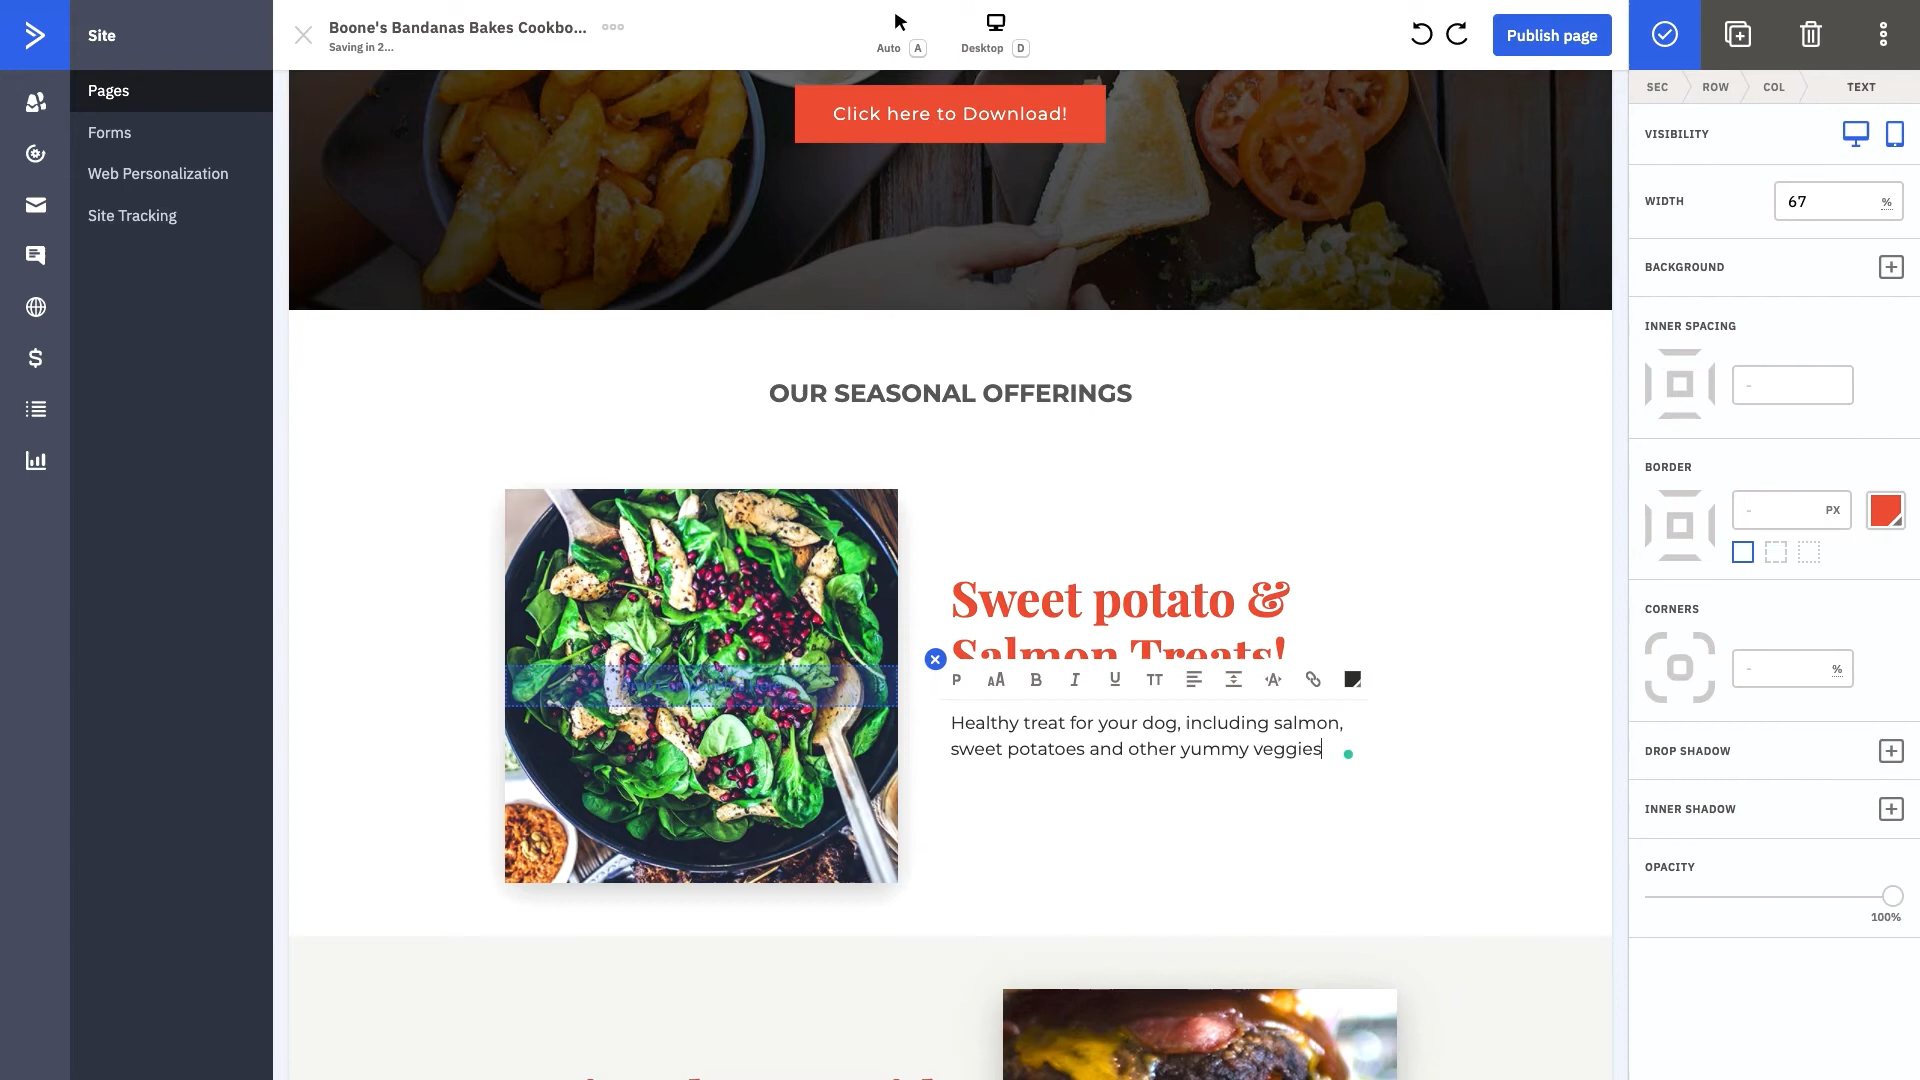 Site
Pages
Forms
Web Personalization
Site Tracking
Boone's Bandanas Bakes Cookbo...
Saving in 2...
Auto A
Desktop D
Publish page
SEC ROW COL TEXT
Click here to Download!
OUR SEASONAL OFFERINGS
Sweet potato &
Salmon Treats!
P AA B I U TT A
Healthy treat for your dog, including salmon,
sweet potatoes and other yummy veggies
VISIBILITY
WIDTH 67 %
BACKGROUND
INNER SPACING
-
BORDER
- PX
CORNERS
- %
DROP SHADOW
INNER SHADOW
OPACITY
100%